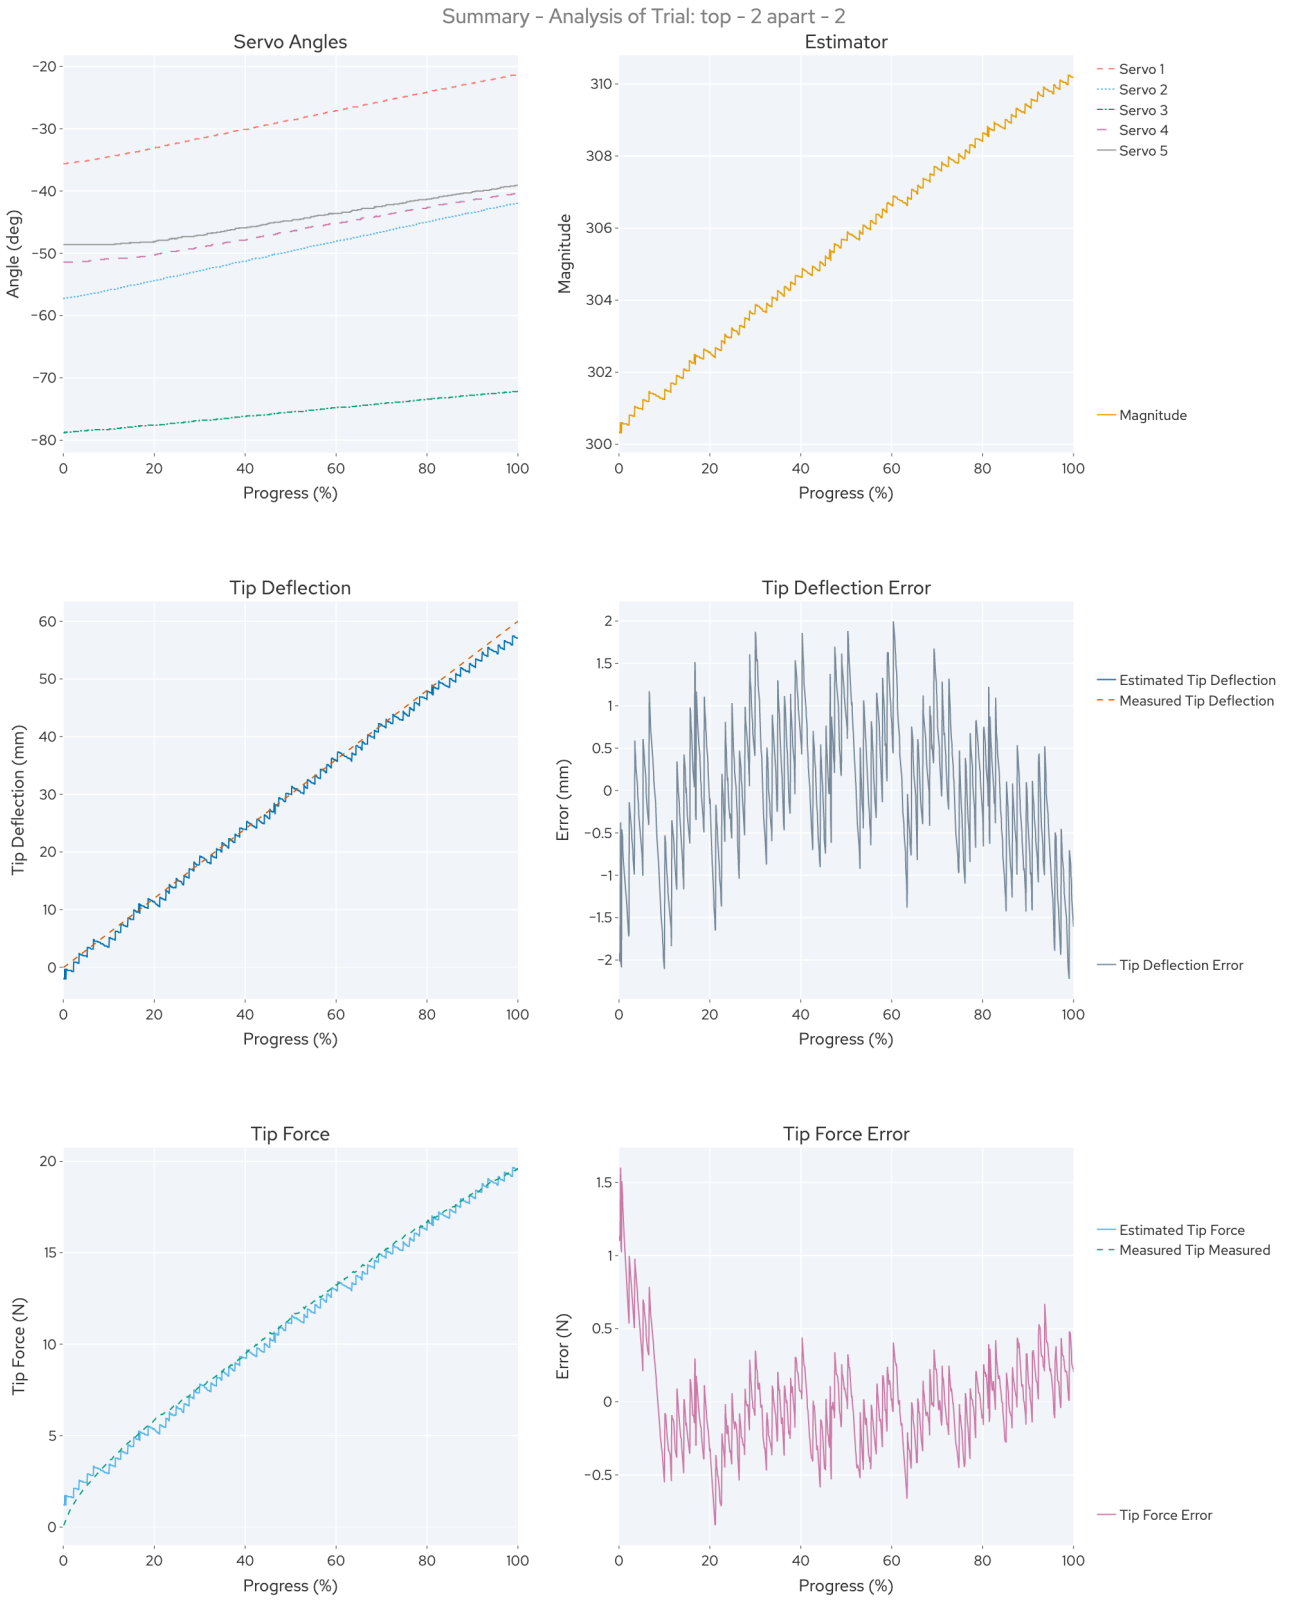 Summary - Analysis of Trial: top - 2 apart - 2
Servo Angles
Estimator
−20
−30
−40
−50
−60
−70
−80
Angle (deg)
0 20 40 60 80 100
Progress (%)
310
308
306
304
302
300
Magnitude
0 20 40 60 80 100
Progress (%)
Servo 1
Servo 2
Servo 3
Servo 4
Servo 5
Magnitude
Tip Deflection
Tip Deflection Error
60
50
40
30
20
10
0
Tip Deflection (mm)
0 20 40 60 80 100
Progress (%)
2
1.5
1
0.5
0
−0.5
−1
−1.5
−2
Error (mm)
0 20 40 60 80 100
Progress (%)
Estimated Tip Deflection
Measured Tip Deflection
Tip Deflection Error
Tip Force
Tip Force Error
20
15
10
5
0
Tip Force (N)
0 20 40 60 80 100
Progress (%)
1.5
1
0.5
0
−0.5
Error (N)
0 20 40 60 80 100
Progress (%)
Estimated Tip Force
Measured Tip Measured
Tip Force Error